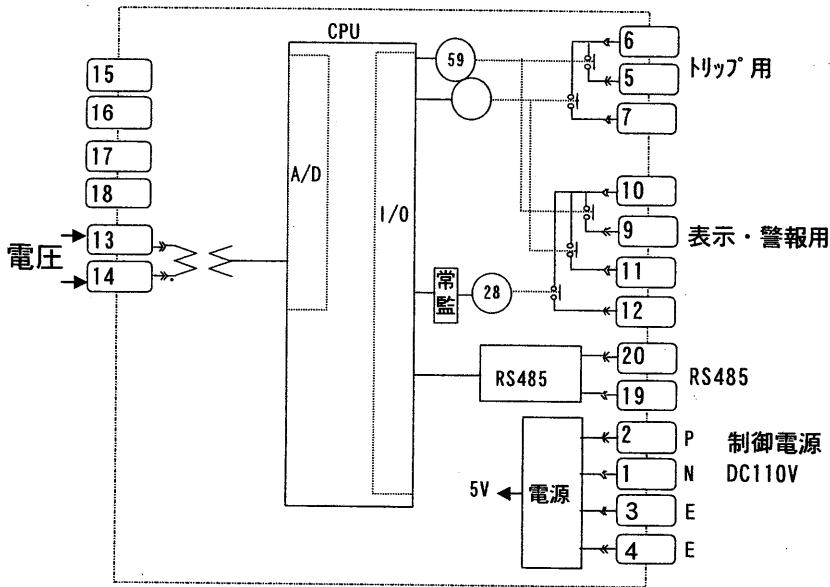 CPU
15
16
17
18
13
14
電圧
A/D
I/O
59
常監
28
RS485
5V
電源
6
5
7
トリップ用
10
9
11
12
表示・警報用
20
19
RS485
2 P 制御電源
1 N DC110V
3 E
4 E